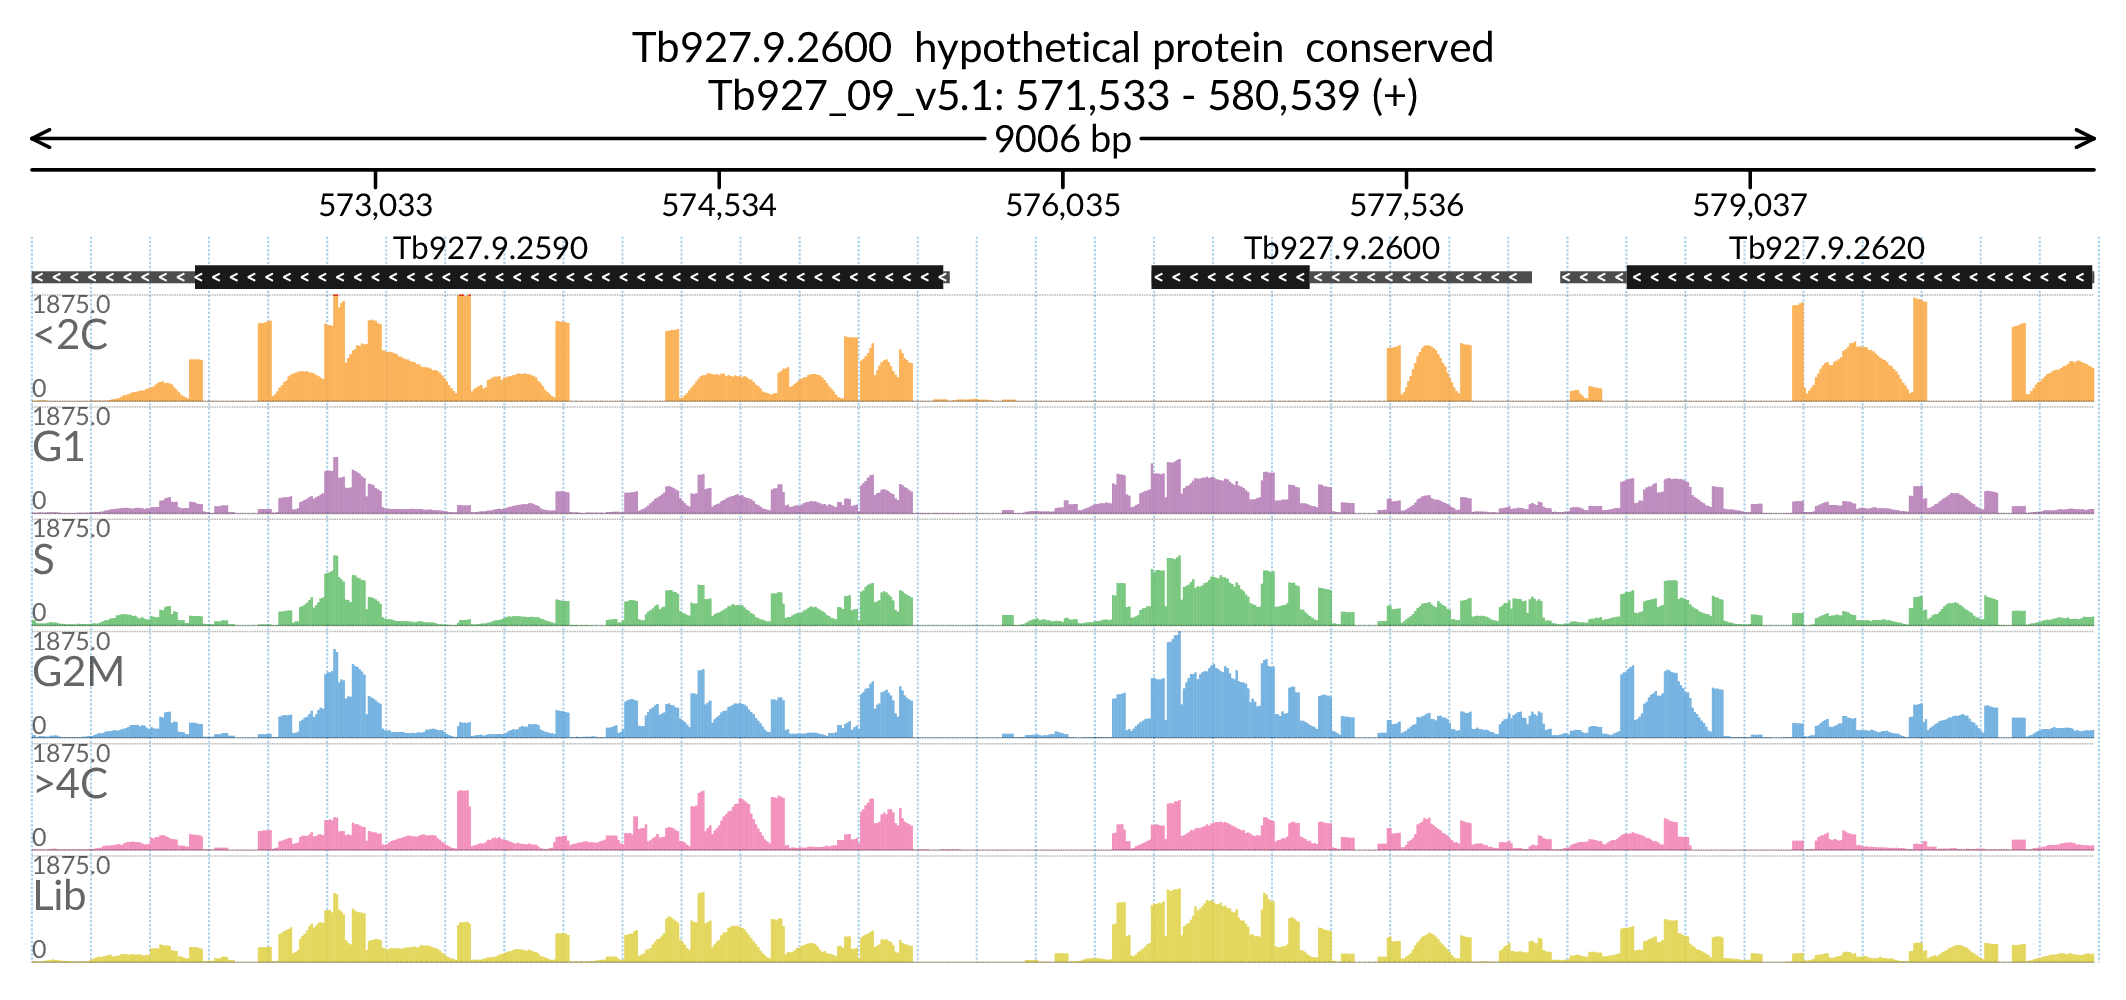 Tb927.9.2600  hypothetical protein  conserved
Tb927_09_v5.1: 571,533 - 580,539 (+)
9006 bp
573,033 574,534 576,035 577,536 579,037
Tb927.9.2590 Tb927.9.2600 Tb927.9.2620
1875.0
<2C
0
1875.0
G1
0
1875.0
S
0
1875.0
G2M
0
1875.0
>4C
0
1875.0
Lib
0